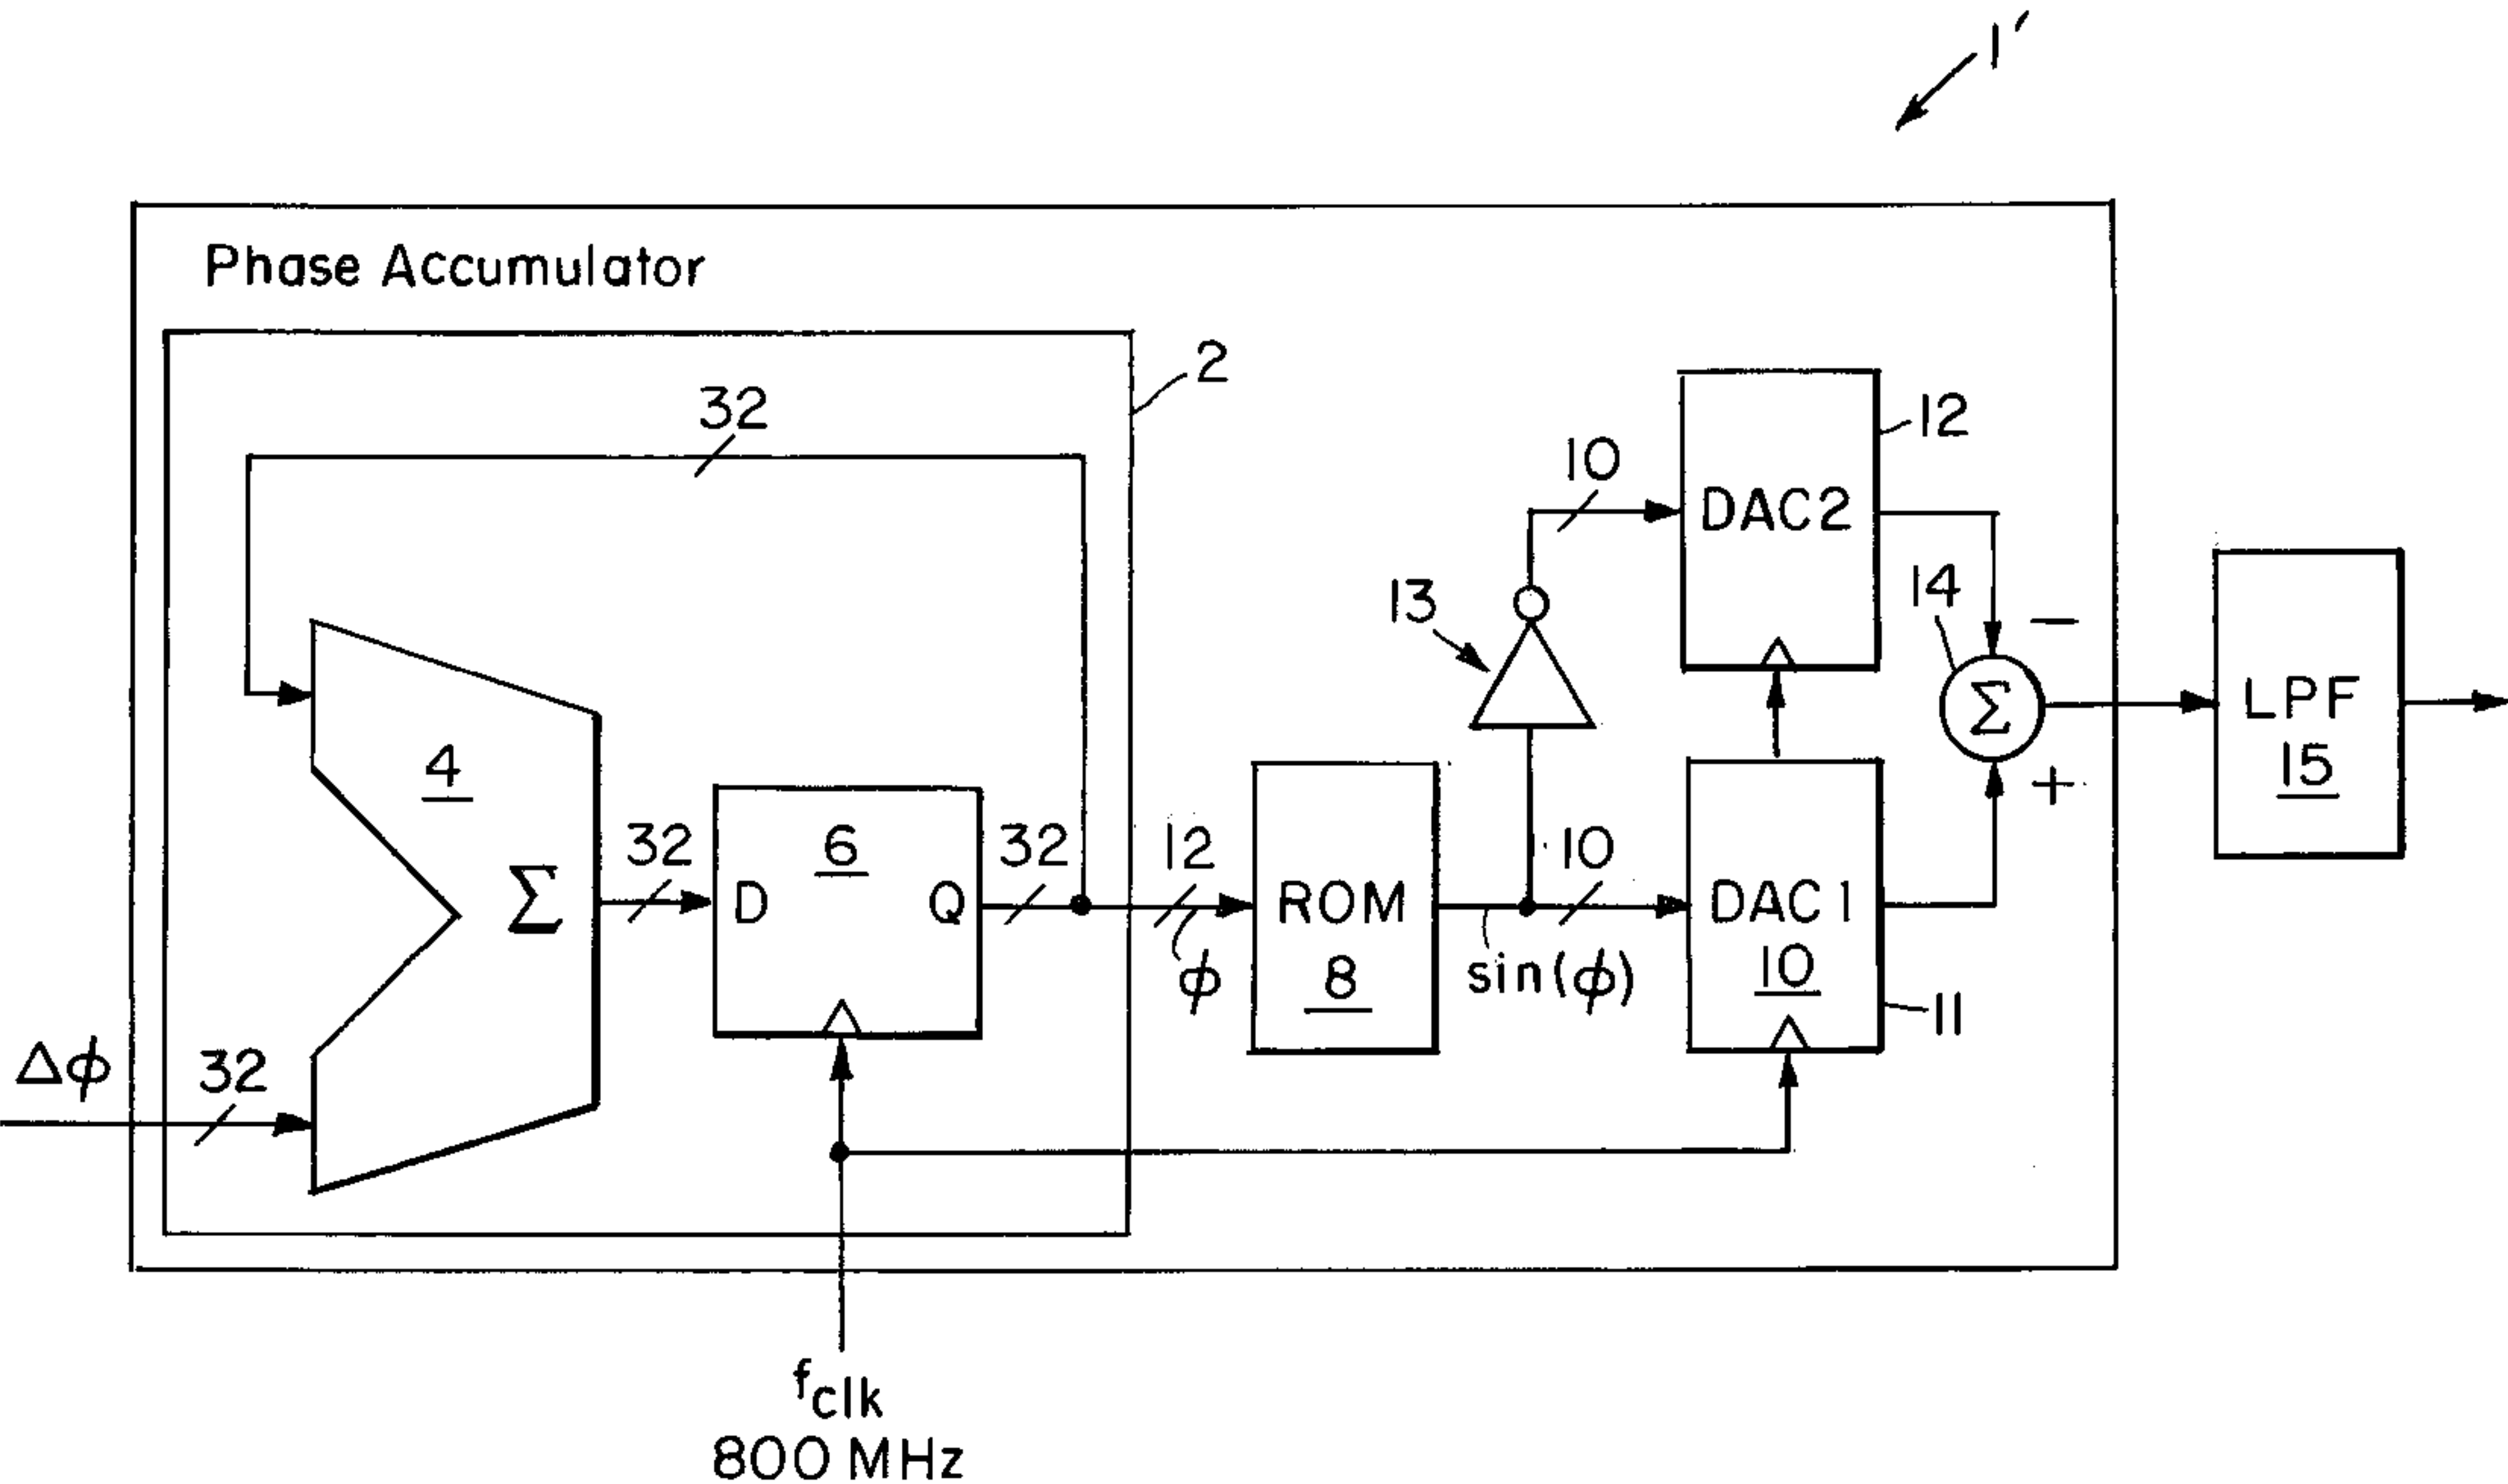 1′
Phase Accumulator
2
32
12
10
DAC2
14
13
−
Σ
LPF
15
4
+
32
6
32
12
10
Σ
D
Q
ROM
DAC1
8
10
ϕ
sin(ϕ)
11
Δϕ
32
fclk
800 MHz